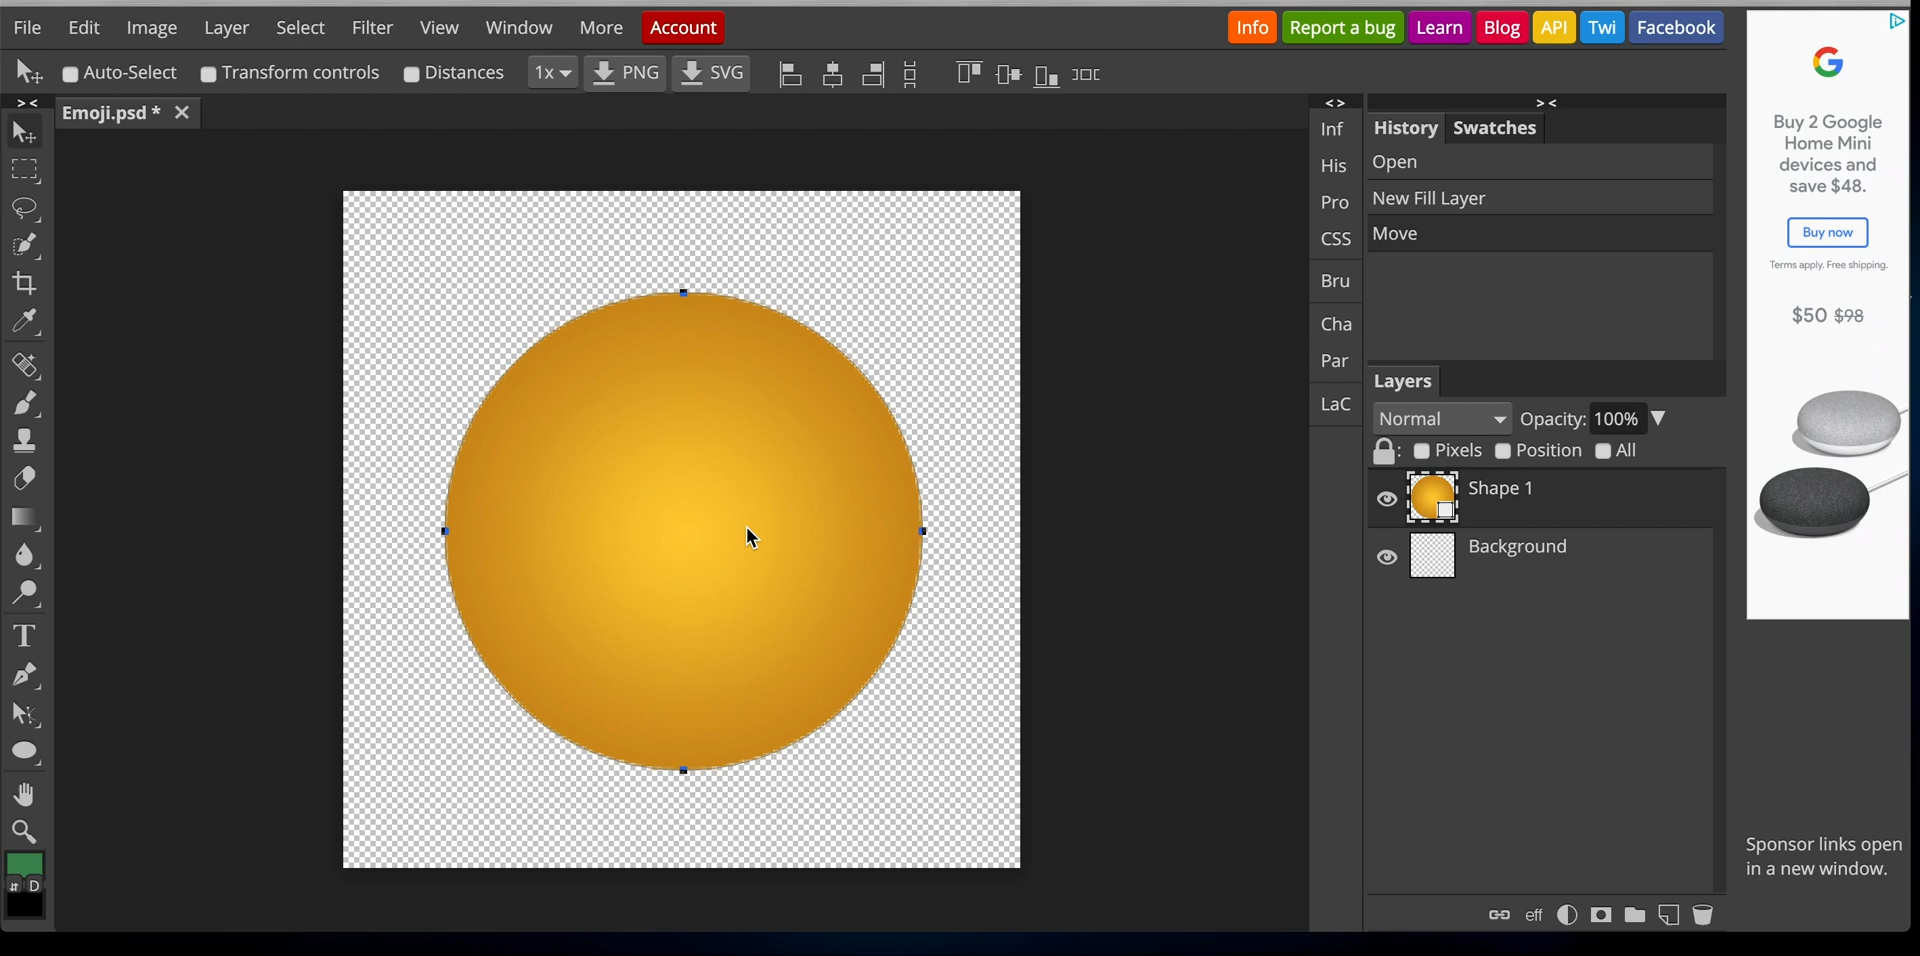 File Edit Image Layer Select Filter View Window More Account Info Report a bug Learn Blog API Twi Facebook
Auto-Select Transform controls Distances 1x PNG SVG
Emoji.psd *
Inf
His
Pro
CSS
Bru
Cha
Par
LaC
History Swatches
Open
New Fill Layer
Move
Layers
Normal Opacity: 100%
: Pixels Position All
Shape 1
Background
eff
T
D
G
Buy 2 Google
Home Mini
devices and
save $48.
Buy now
Terms apply. Free shipping.
$50 $98
Sponsor links open
in a new window.